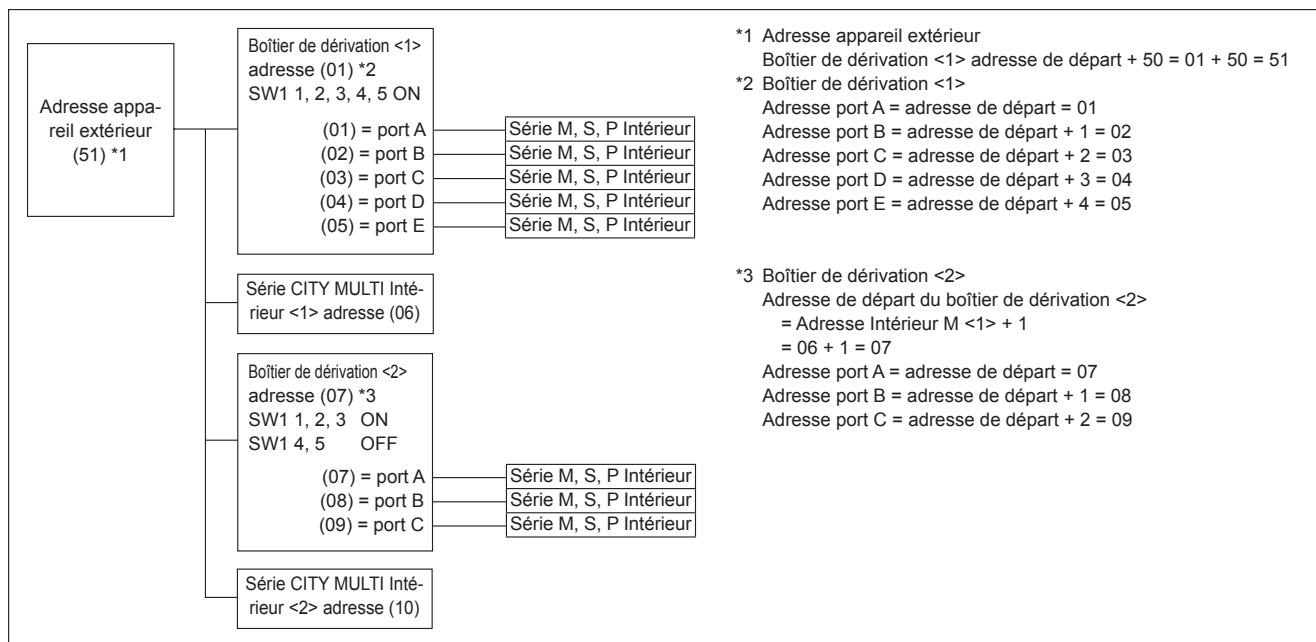 Adresse appa-
reil extérieur
(51) *1
Boîtier de dérivation <1>
adresse (01) *2
SW1 1, 2, 3, 4, 5 ON
(01) = port A
Série M, S, P Intérieur
(02) = port B
Série M, S, P Intérieur
(03) = port C
Série M, S, P Intérieur
(04) = port D
Série M, S, P Intérieur
(05) = port E
Série M, S, P Intérieur
Série CITY MULTI Inté-
rieur <1> adresse (06)
Boîtier de dérivation <2>
adresse (07) *3
SW1 1, 2, 3 ON
SW1 4, 5 OFF
(07) = port A
Série M, S, P Intérieur
(08) = port B
Série M, S, P Intérieur
(09) = port C
Série M, S, P Intérieur
Série CITY MULTI Inté-
rieur <2> adresse (10)
*1 Adresse appareil extérieur
Boîtier de dérivation <1> adresse de départ + 50 = 01 + 50 = 51
*2 Boîtier de dérivation <1>
Adresse port A = adresse de départ = 01
Adresse port B = adresse de départ + 1 = 02
Adresse port C = adresse de départ + 2 = 03
Adresse port D = adresse de départ + 3 = 04
Adresse port E = adresse de départ + 4 = 05
*3 Boîtier de dérivation <2>
Adresse de départ du boîtier de dérivation <2>
= Adresse Intérieur M <1> + 1
= 06 + 1 = 07
Adresse port A = adresse de départ = 07
Adresse port B = adresse de départ + 1 = 08
Adresse port C = adresse de départ + 2 = 09